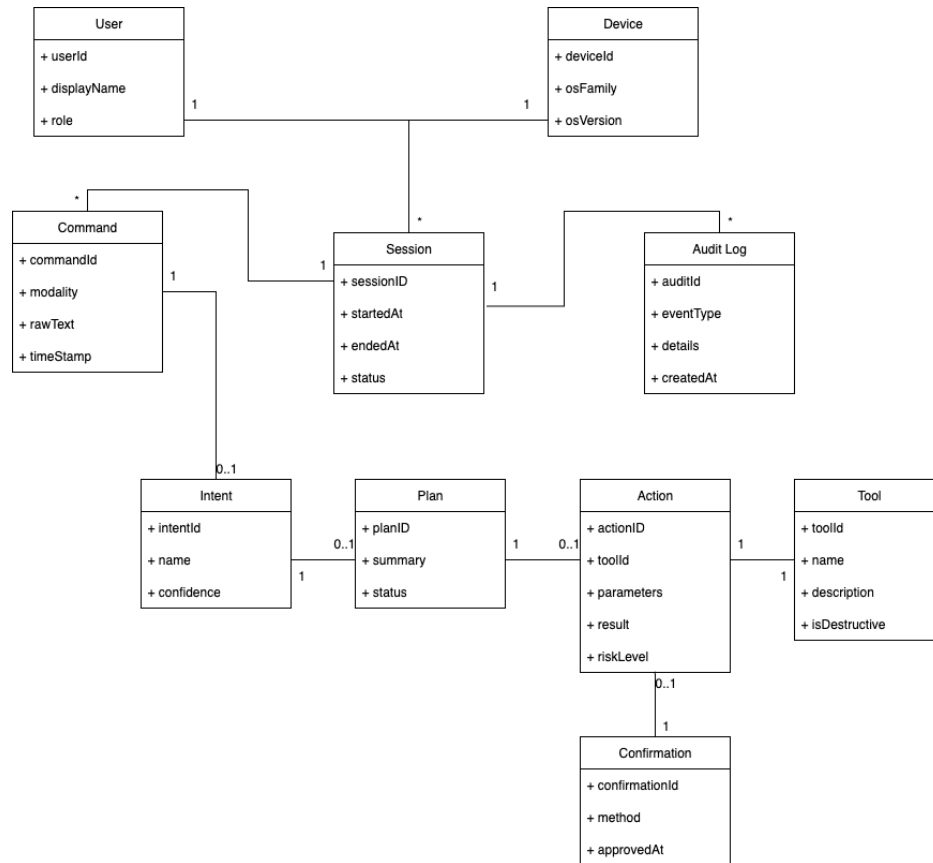 User
+ userId
+ displayName
+ role
Device
+ deviceId
+ osFamily
+ osVersion
1
1
*
*
*
Command
+ commandId
+ modality
+ rawText
+ timeStamp
1
1
Session
+ sessionID
+ startedAt
+ endedAt
+ status
1
Audit Log
+ auditId
+ eventType
+ details
+ createdAt
0..1
Intent
+ intentId
+ name
+ confidence
0..1
1
Plan
+ planID
+ summary
+ status
1
0..1
Action
+ actionID
+ toolId
+ parameters
+ result
+ riskLevel
1
1
Tool
+ toolId
+ name
+ description
+ isDestructive
0..1
1
Confirmation
+ confirmationId
+ method
+ approvedAt